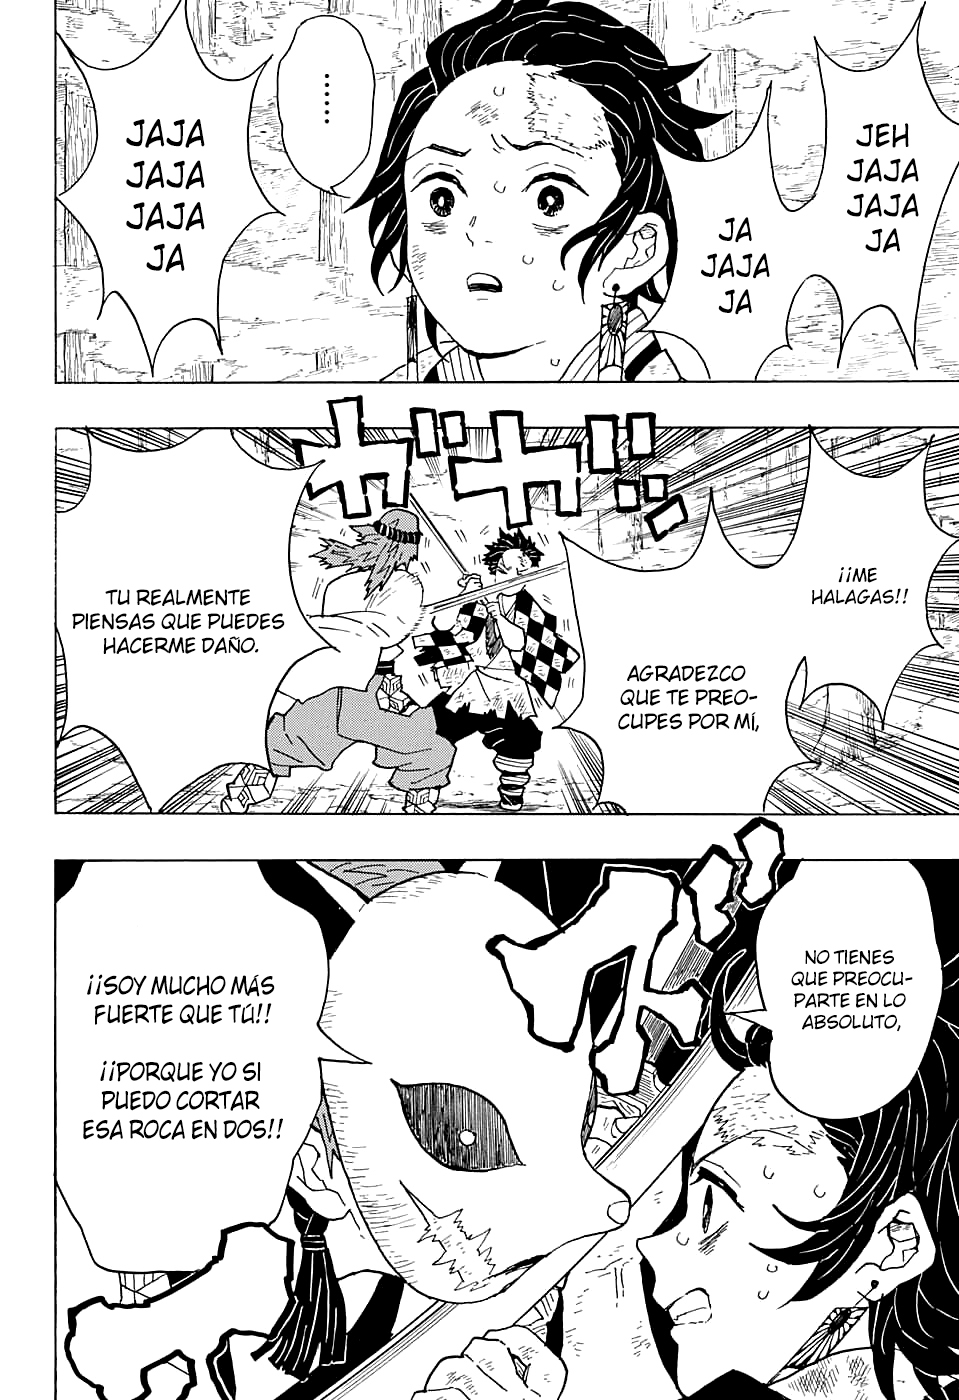 JEH
JAJA
JAJA
JA
JA
JAJA
JA
......
JAJA
JAJA
JAJA
JA
ガガガッ
¡¡ME
HALAGAS!!
AGRADEZCO
QUE TE PREO-
CUPES POR MÍ,
TU REALMENTE
PIENSAS QUE PUEDES
HACERME DAÑO.
NO TIENES
QUE PREOCU-
PARTE EN LO
ABSOLUTO,
¡¡SOY MUCHO MÁS
FUERTE QUE TÚ!!
¡¡PORQUE YO SI
PUEDO CORTAR
ESA ROCA EN DOS!!